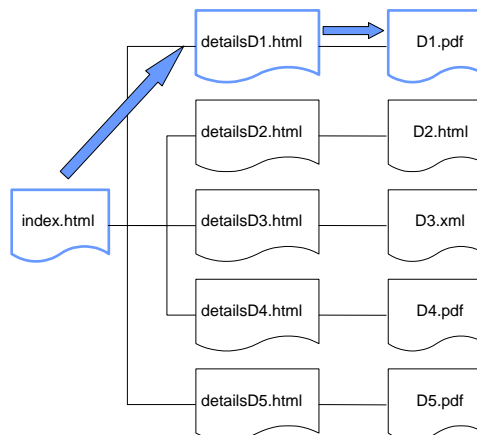 detailsD1.html
D1.pdf
detailsD2.html
D2.html
index.html
detailsD3.html
D3.xml
detailsD4.html
D4.pdf
detailsD5.html
D5.pdf